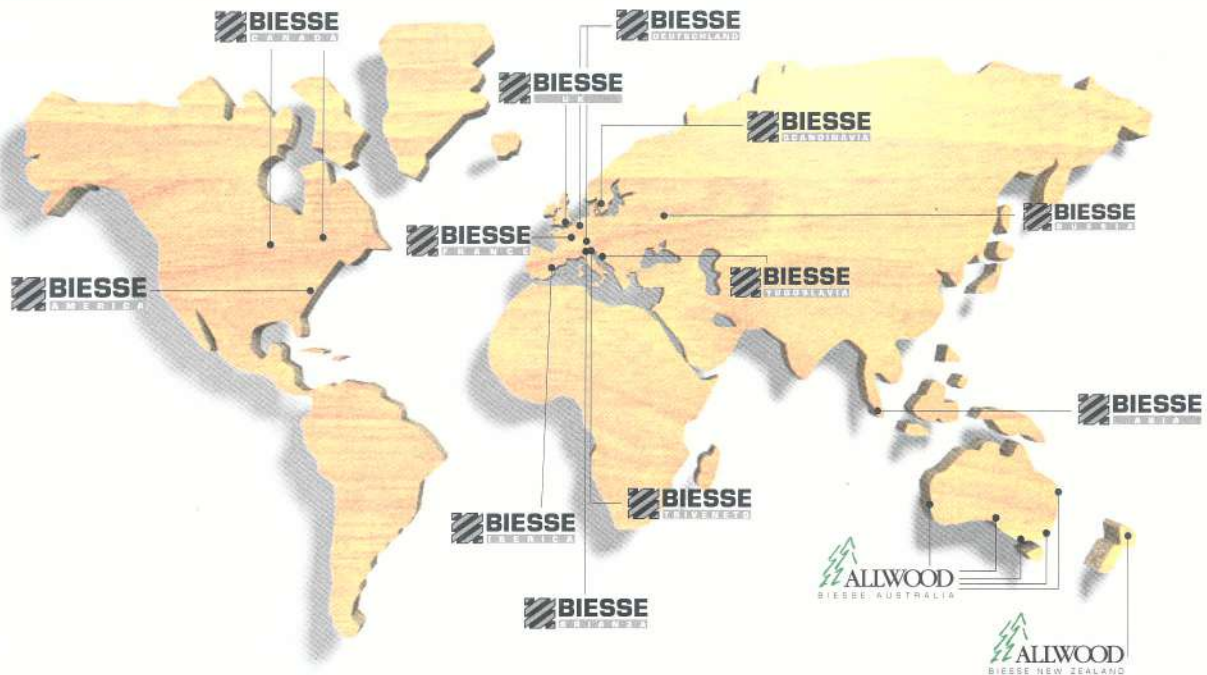 BIESSE
CANADA
BIESSE
DEUTSCHLAND
BIESSE
UK
BIESSE
SCANDINAVIA
BIESSE
RUSSIA
BIESSE
FRANCE
BIESSE
AMERICA
BIESSE
YUGOSLAVIA
BIESSE
ASIA
BIESSE
TRIVENETO
BIESSE
IBERICA
ALLWOOD
BIESSE AUSTRALIA
BIESSE
BRIANZA
ALLWOOD
BIESSE NEW ZEALAND